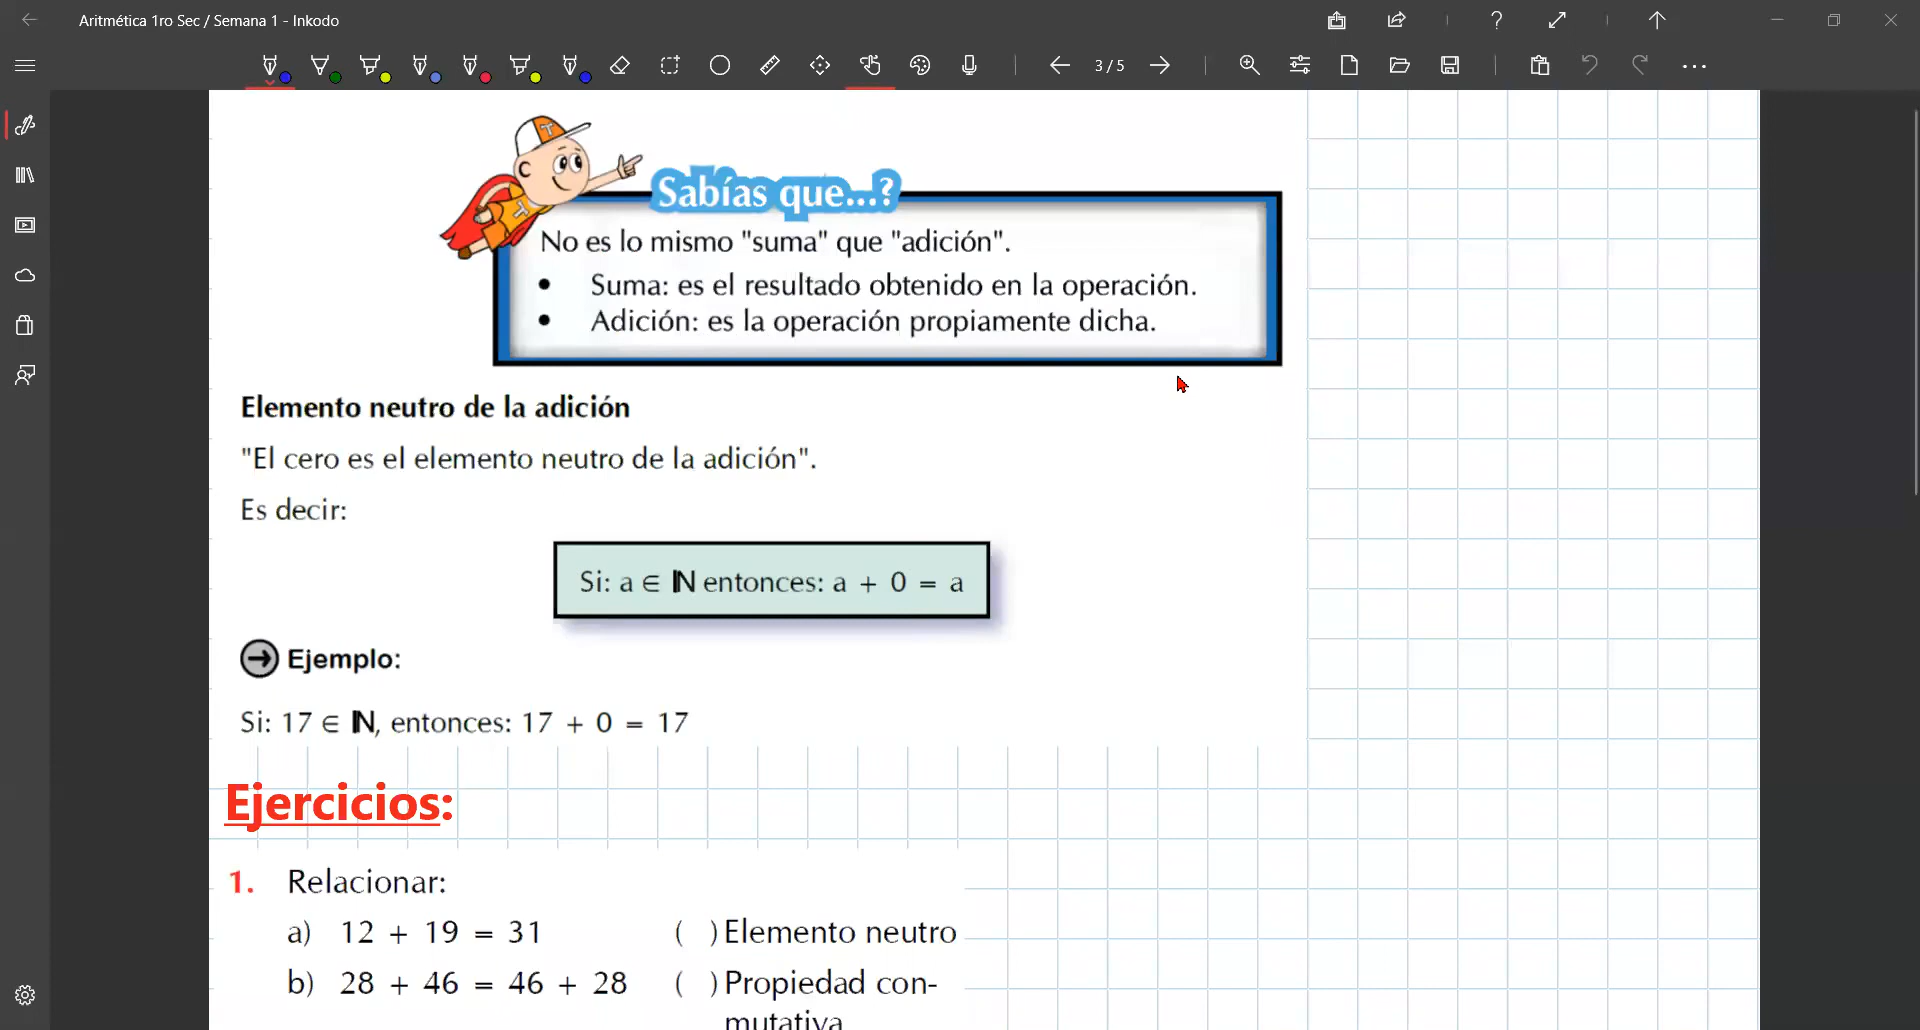 Aritmética 1ro Sec / Semana 1 - Inkodo
3 / 5
Sabías que...?
No es lo mismo "suma" que "adición".
• Suma: es el resultado obtenido en la operación.
• Adición: es la operación propiamente dicha.
Elemento neutro de la adición
"El cero es el elemento neutro de la adición".
Es decir:
Si: a ∈ ℕ entonces: a + 0 = a
Ejemplo:
Si: 17 ∈ ℕ, entonces: 17 + 0 = 17
Ejercicios:
1. Relacionar:
a) 12 + 19 = 31 ( ) Elemento neutro
b) 28 + 46 = 46 + 28 ( ) Propiedad con-
mutativa